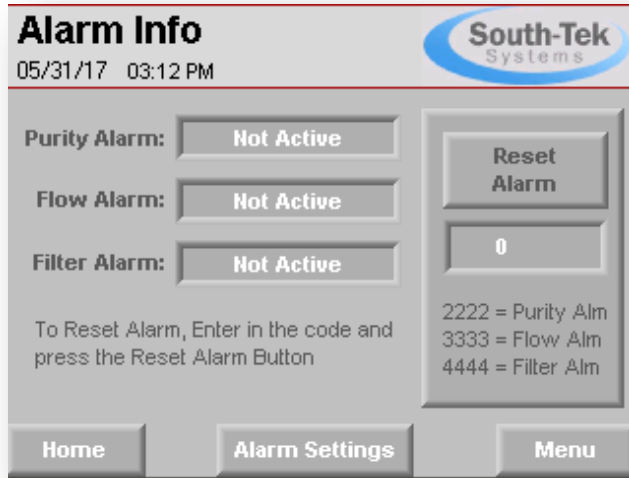 Alarm Info
South-Tek
Systems
05/31/17 03:12 PM
Purity Alarm: Not Active
Flow Alarm: Not Active
Filter Alarm: Not Active
To Reset Alarm, Enter in the code and
press the Reset Alarm Button
Reset
Alarm
0
2222 = Purity Alm
3333 = Flow Alm
4444 = Filter Alm
Home
Alarm Settings
Menu